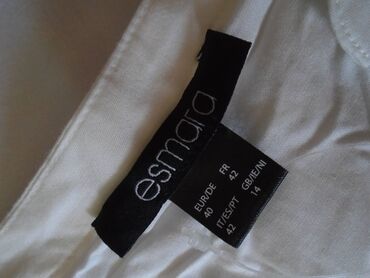 esmara
EUR/DE FR
40 42
IT/ES/PT GB/IE/NI
42 14